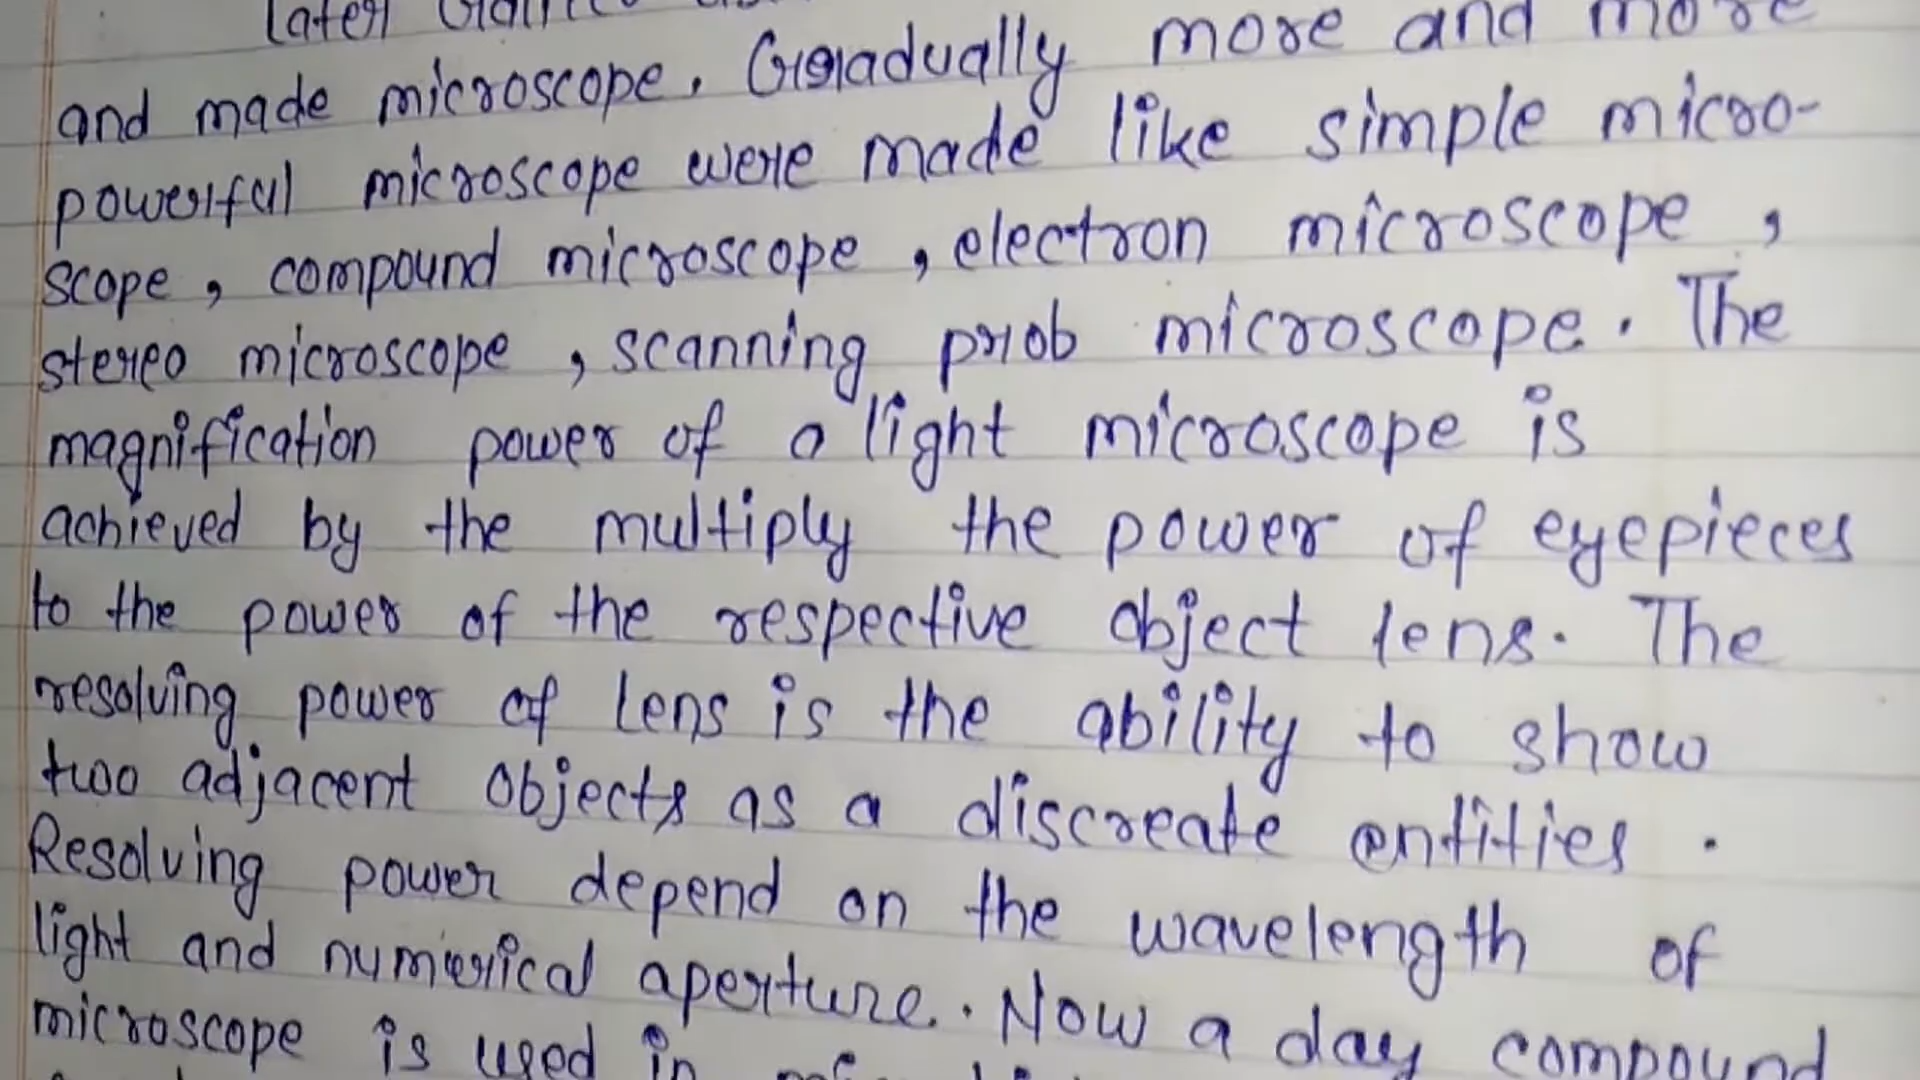 Later
and made microscope. Gradually more and more
powerful microscope were made like simple micro-
scope, compound microscope, electron microscope,
stereo microscope, scanning prob microscope. The
magnification power of a light microscope is
achieved by the multiply the power of eyepieces
to the power of the respective object lens. The
resolving power of lens is the ability to show
two adjacent objects as a discreate entities.
Resolving power depend on the wavelength of
light and numerical aperture. Now a day compound
microscope is used in